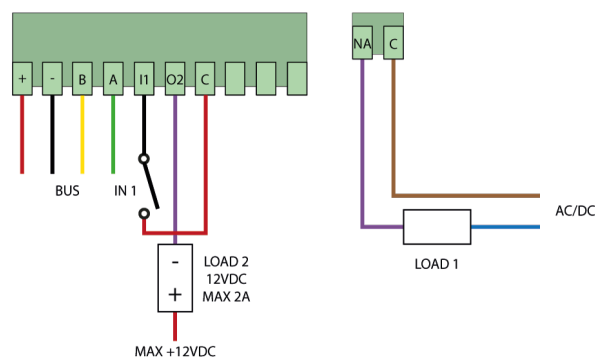 + - B A I1 O2 C
NA C
BUS
IN 1
- 
+
LOAD 2
12VDC
MAX 2A
MAX +12VDC
AC/DC
LOAD 1